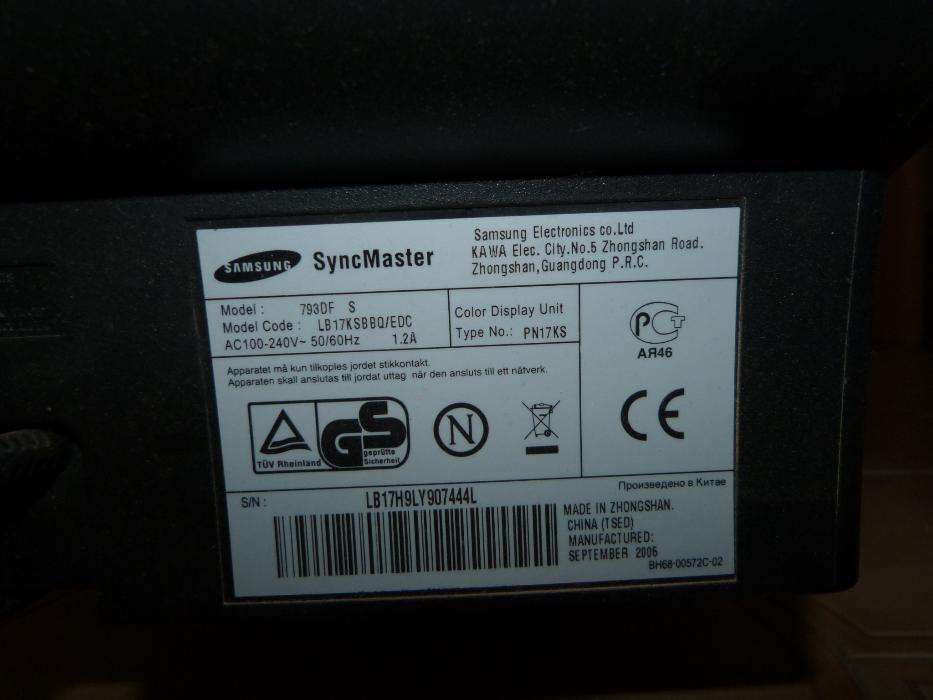 SAMSUNG SyncMaster
Samsung Electronics co.Ltd
KAWA Elec. City.No.6 Zhongshan Road.
Zhongshan,Guangdong P.R.C.
Model : 793DF S
Model Code : LB17KSBBQ/EDC
AC100-240V~ 50/60Hz 1.2A
Color Display Unit
Type No.: PN17KS
PCT
АЯ46
Apparatet må kun tilkoples jordet stikkontakt.
Apparaten skall anslutas till jordat uttag når den ansluts till ett nätverk.
TÜV Rheinland
GS
geprüfte
Sicherheit
N
CE
S/N : LB17H9LY907444L
Произведено в Китае
MADE IN ZHONGSHAN.
CHINA (TSED)
MANUFACTURED:
SEPTEMBER 2006
BH68-00572C-02